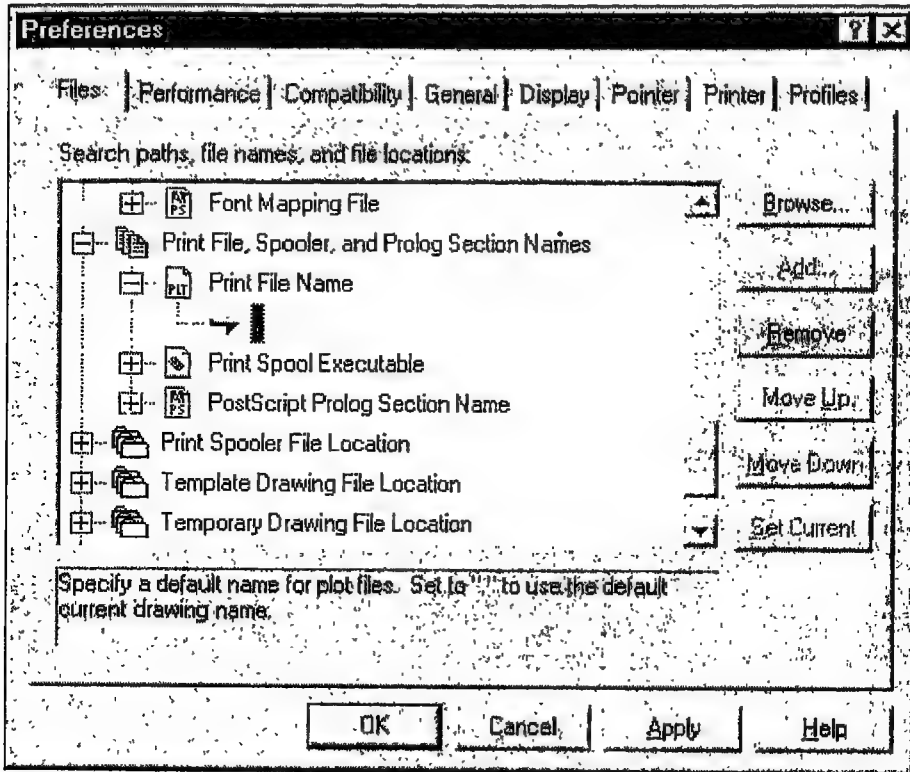 Preferences
Files Performance Compatibility General Display Pointer Printer Profiles
Search paths, file names, and file locations:
Font Mapping File
Browse...
Print File, Spooler, and Prolog Section Names
Add...
PLT Print File Name
Remove
Print Spool Executable
PS PostScript Prolog Section Name
Move Up
Print Spooler File Location
Move Down
Template Drawing File Location
Temporary Drawing File Location
Set Current
Specify a default name for plot files. Set to "." to use the default
current drawing name.
OK Cancel Apply Help